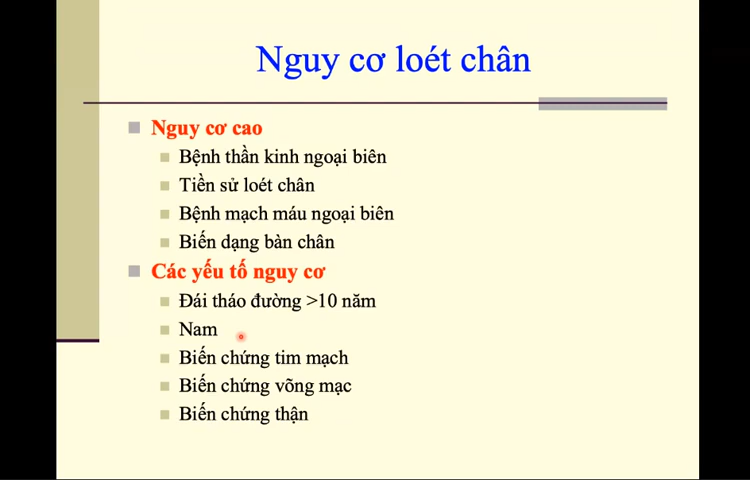 Nguy cơ loét chân
Nguy cơ cao
Bệnh thần kinh ngoại biên
Tiền sử loét chân
Bệnh mạch máu ngoại biên
Biến dạng bàn chân
Các yếu tố nguy cơ
Đái tháo đường >10 năm
Nam
Biến chứng tim mạch
Biến chứng võng mạc
Biến chứng thận